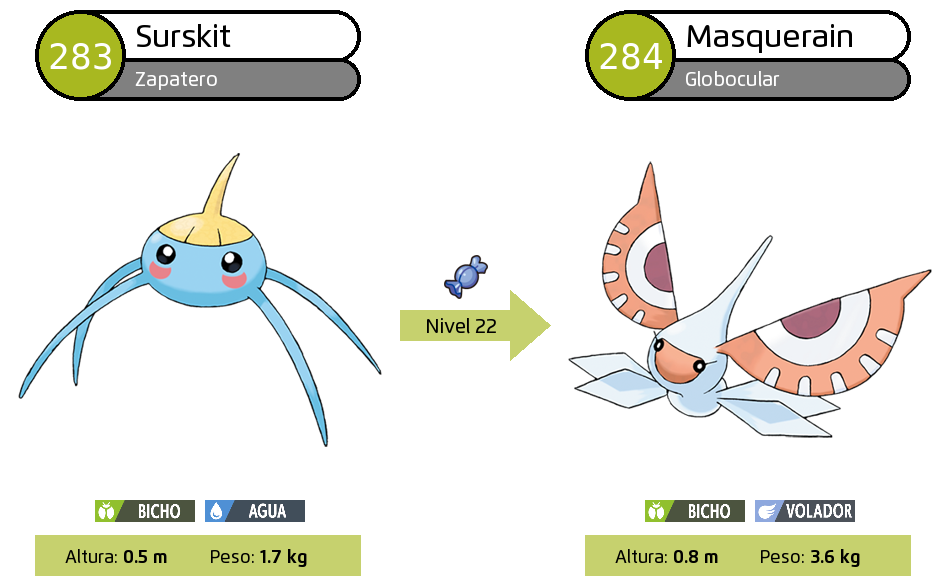 283
Surskit
Zapatero
284
Masquerain
Globocular
Nivel 22
BICHO
AGUA
BICHO
VOLADOR
Altura: 0.5 m Peso: 1.7 kg
Altura: 0.8 m Peso: 3.6 kg